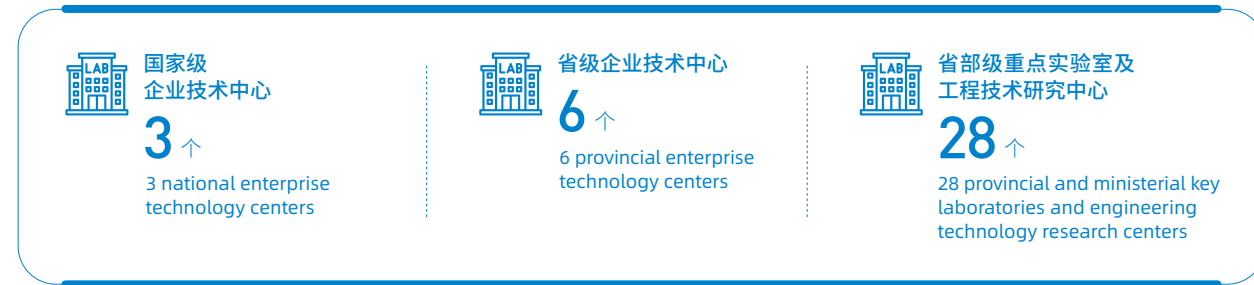 LAB
国家级
企业技术中心
3 个
3 national enterprise
technology centers
LAB
省级企业技术中心
6 个
6 provincial enterprise
technology centers
LAB
省部级重点实验室及
工程技术研究中心
28 个
28 provincial and ministerial key
laboratories and engineering
technology research centers